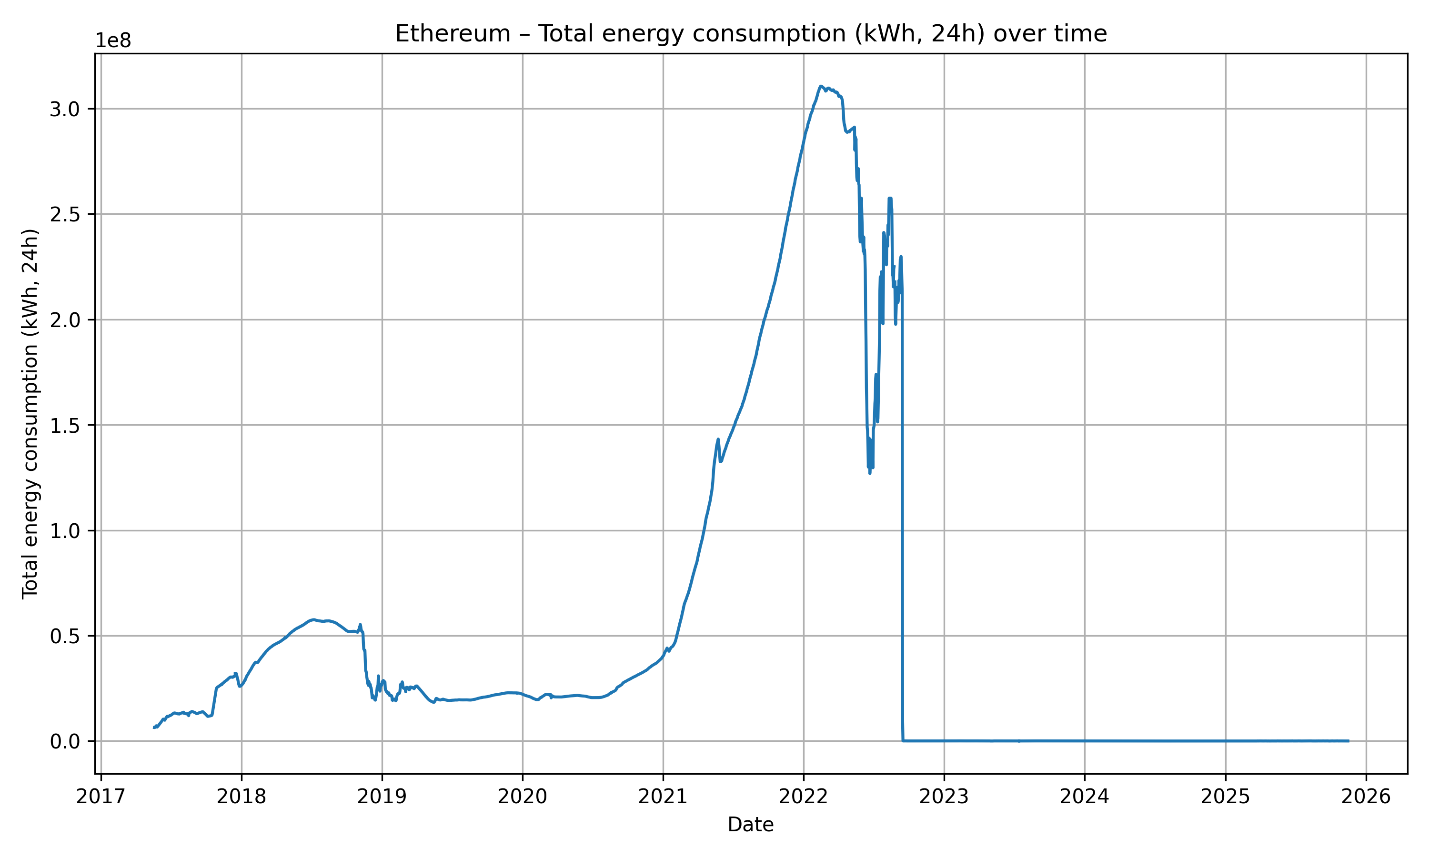 Ethereum – Total energy consumption (kWh, 24h) over time
1e8
3.0
2.5
2.0
1.5
1.0
0.5
0.0
Total energy consumption (kWh, 24h)
2017 2018 2019 2020 2021 2022 2023 2024 2025 2026
Date